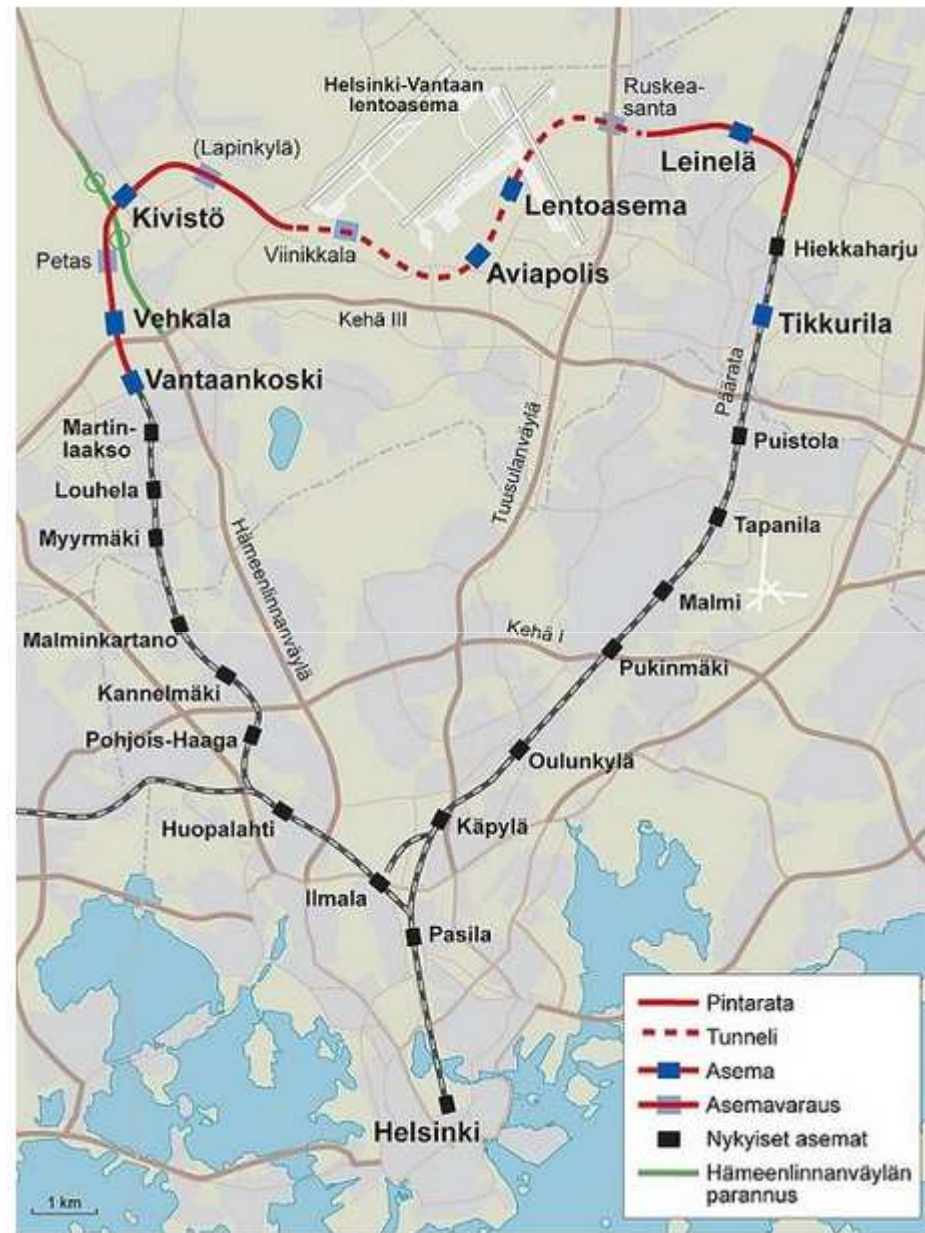 Helsinki-Vantaan
lentoasema
Ruskea-
santa
(Lapinkylä)
Leinelä
Kivistö
Lentoasema
Viinikkala
Hiekkaharju
Petas
Aviapolis
Vehkala
Kehä III
Tikkurila
Vantaankoski
Päärata
Martin-
laakso
Puistola
Louhela
Tuusulanväylä
Myyrmäki
Hämeenlinnanväylä
Tapanila
Malmi
Malminkartano
Kehä I
Pukinmäki
Kannelmäki
Pohjois-Haaga
Oulunkylä
Huopalahti
Käpylä
Ilmala
Pasila
Helsinki
1 km
Pintarata
Tunneli
Asema
Asemavaraus
Nykyiset asemat
Hämeenlinnanväylän
parannus